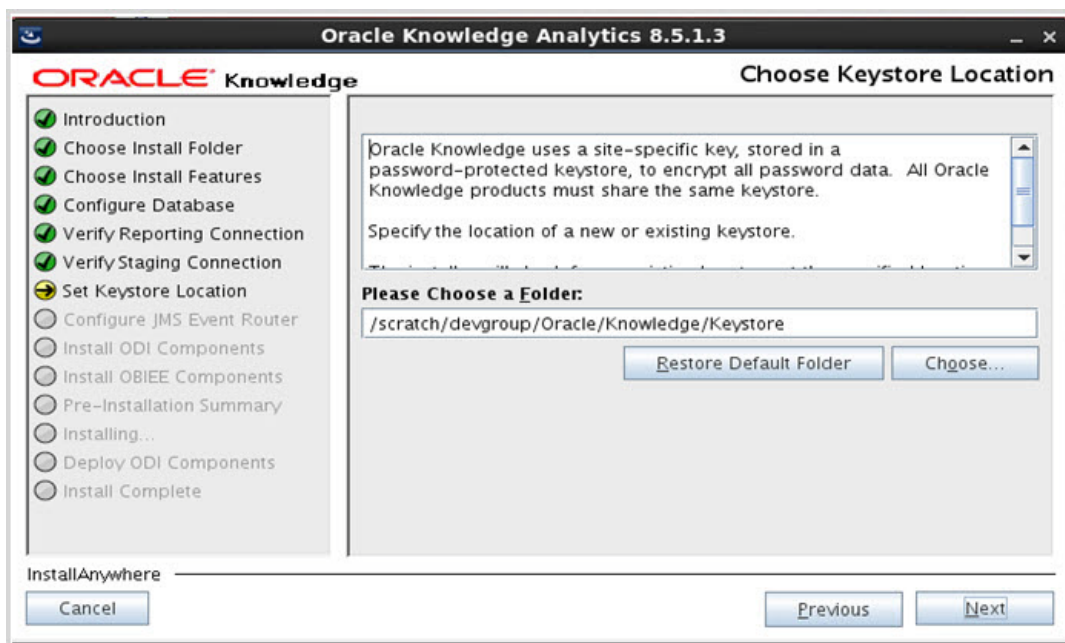 Oracle Knowledge Analytics 8.5.1.3
ORACLE Knowledge
Choose Keystore Location
Introduction
Choose Install Folder
Choose Install Features
Configure Database
Verify Reporting Connection
Verify Staging Connection
Set Keystore Location
Configure JMS Event Router
Install ODI Components
Install OBIEE Components
Pre-Installation Summary
Installing...
Deploy ODI Components
Install Complete
Oracle Knowledge uses a site-specific key, stored in a
password-protected keystore, to encrypt all password data. All Oracle
Knowledge products must share the same keystore.
Specify the location of a new or existing keystore.
Please Choose a Folder:
/scratch/devgroup/Oracle/Knowledge/Keystore
Restore Default Folder
Choose...
InstallAnywhere
Cancel
Previous
Next